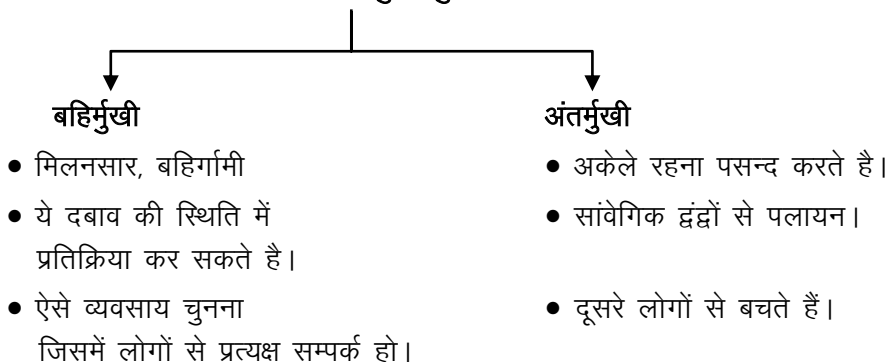 बहिर्मुखी
अंतर्मुखी
● मिलनसार, बहिर्गामी
● अकेले रहना पसन्द करते है।
● ये दबाव की स्थिति में
प्रतिक्रिया कर सकते है।
● सांवेगिक द्वंद्वों से पलायन।
● ऐसे व्यवसाय चुनना
जिसमें लोगों से प्रत्यक्ष सम्पर्क हो।
● दूसरे लोगों से बचते हैं।